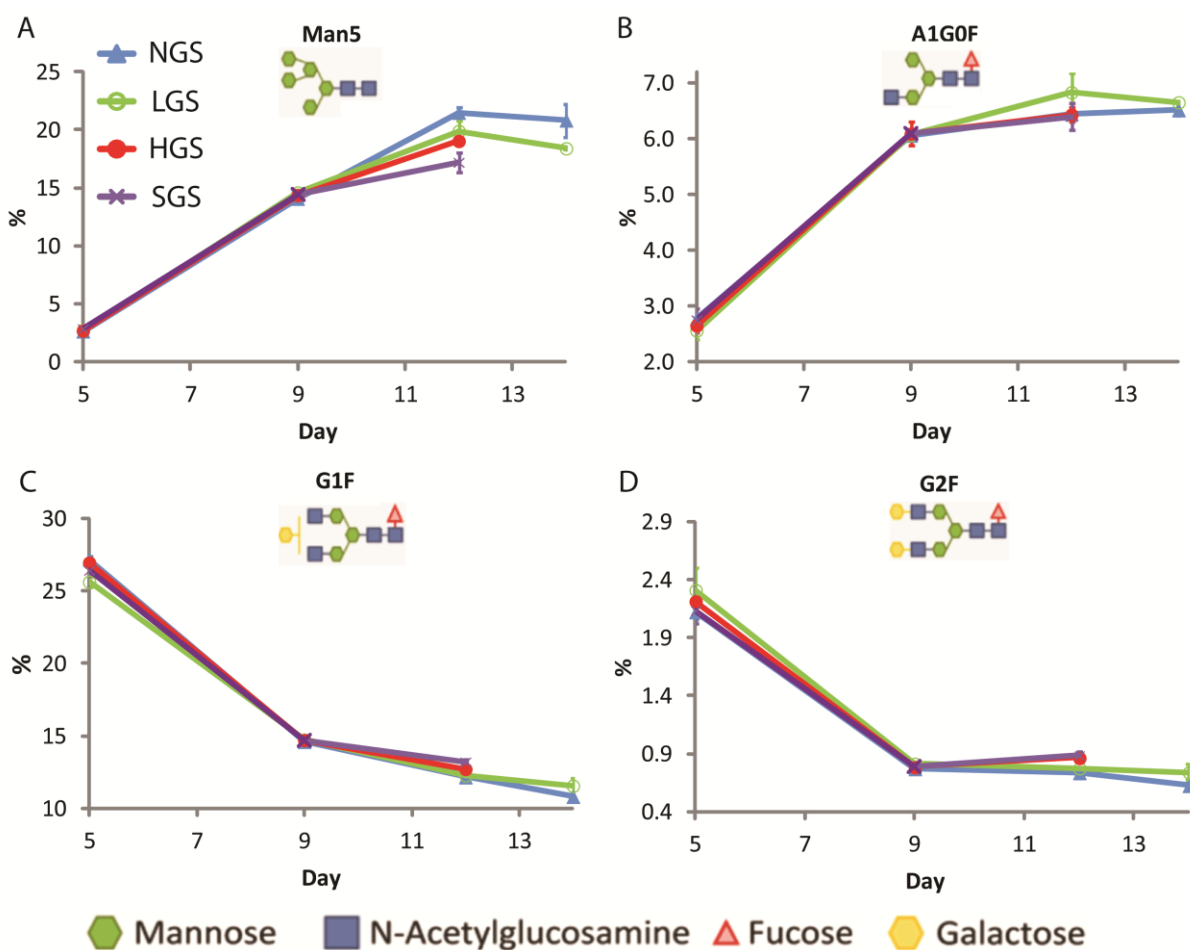 A
Man5
NGS
LGS
HGS
SGS
25
20
15
10
5
0
%
5
7
9
11
13
Day
B
A1G0F
7.0
6.0
5.0
4.0
3.0
2.0
%
5
7
9
11
13
Day
C
G1F
30
25
20
15
10
%
5
7
9
11
13
Day
D
G2F
2.9
2.4
1.9
1.4
0.9
0.4
%
5
7
9
11
13
Day
Mannose N-Acetylglucosamine Fucose Galactose